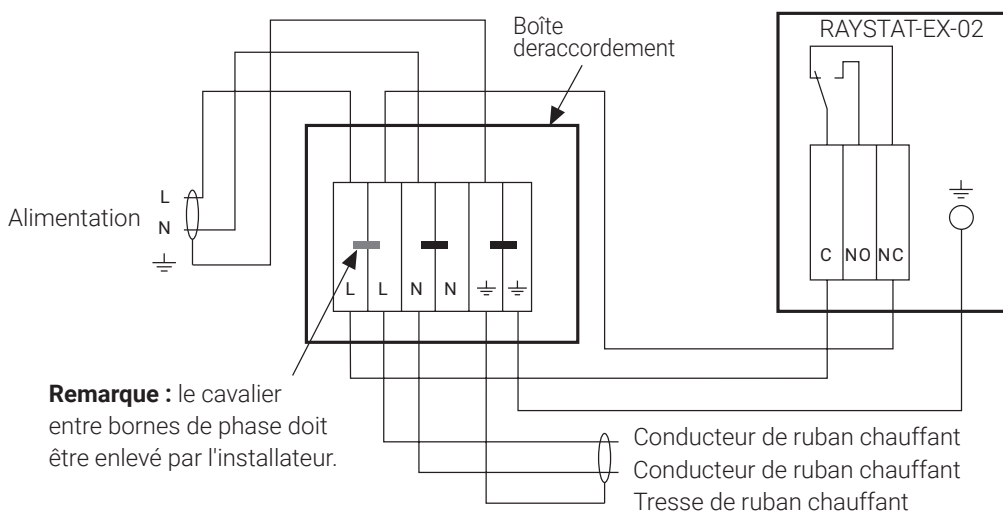 Boîte
deraccordement
RAYSTAT-EX-02
Alimentation
L
N
C NO NC
L L N N
Remarque : le cavalier
entre bornes de phase doit
être enlevé par l'installateur.
Conducteur de ruban chauffant
Conducteur de ruban chauffant
Tresse de ruban chauffant